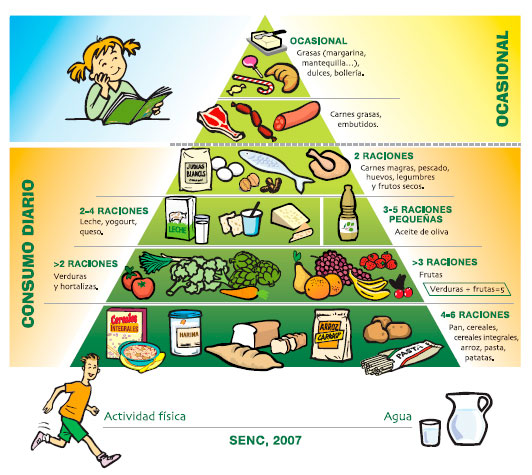 OCASIONAL
Grasas (margarina,
mantequilla...),
dulces, bollería.
OCASIONAL
Carnes grasas,
embutidos.
CONSUMO DIARIO
JUDÍAS
BLANCAS
2 RACIONES
Carnes magras, pescado,
huevos, legumbres
y frutos secos.
2-4 RACIONES
Leche, yogourt,
queso.
LECHE
3-5 RACIONES
PEQUEÑAS
Aceite de oliva
>2 RACIONES
Verduras
y hortalizas.
>3 RACIONES
Frutas
Verduras + frutas=5
Cereales
INTEGRALES
HARINA
ARROZ
PASTA
4-6 RACIONES
Pan, cereales,
cereales integrales,
arroz, pasta,
patatas.
Actividad física
Agua
SENC, 2007